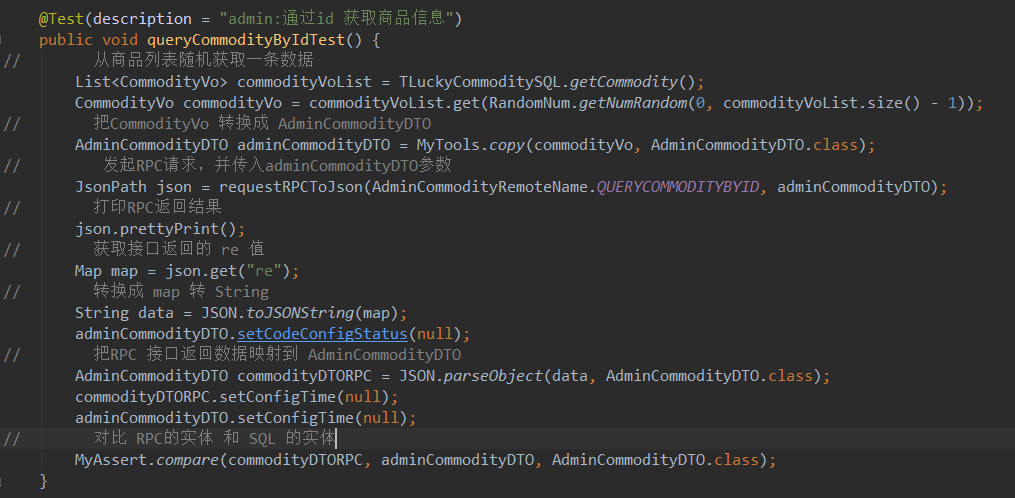 @Test(description = "admin:通过id 获取商品信息")
public void queryCommodityByIdTest() {
// 从商品列表随机获取一条数据
List<CommodityVo> commodityVoList = TLuckyCommoditySQL.getCommodity();
CommodityVo commodityVo = commodityVoList.get(RandomNum.getNumRandom(0, commodityVoList.size() - 1));
// 把CommodityVo 转换成 AdminCommodityDTO
AdminCommodityDTO adminCommodityDTO = MyTools.copy(commodityVo, AdminCommodityDTO.class);
// 发起RPC请求，并传入adminCommodityDTO参数
JsonPath json = requestRPCToJson(AdminCommodityRemoteName.QUERYCOMMODITYBYID, adminCommodityDTO);
// 打印RPC返回结果
json.prettyPrint();
// 获取接口返回的 re 值
Map map = json.get("re");
// 转换成 map 转 String
String data = JSON.toJSONString(map);
adminCommodityDTO.setCodeConfigStatus(null);
// 把RPC 接口返回数据映射到 AdminCommodityDTO
AdminCommodityDTO commodityDTORPC = JSON.parseObject(data, AdminCommodityDTO.class);
commodityDTORPC.setConfigTime(null);
adminCommodityDTO.setConfigTime(null);
// 对比 RPC的实体 和 SQL 的实体
MyAssert.compare(commodityDTORPC, adminCommodityDTO, AdminCommodityDTO.class);
}